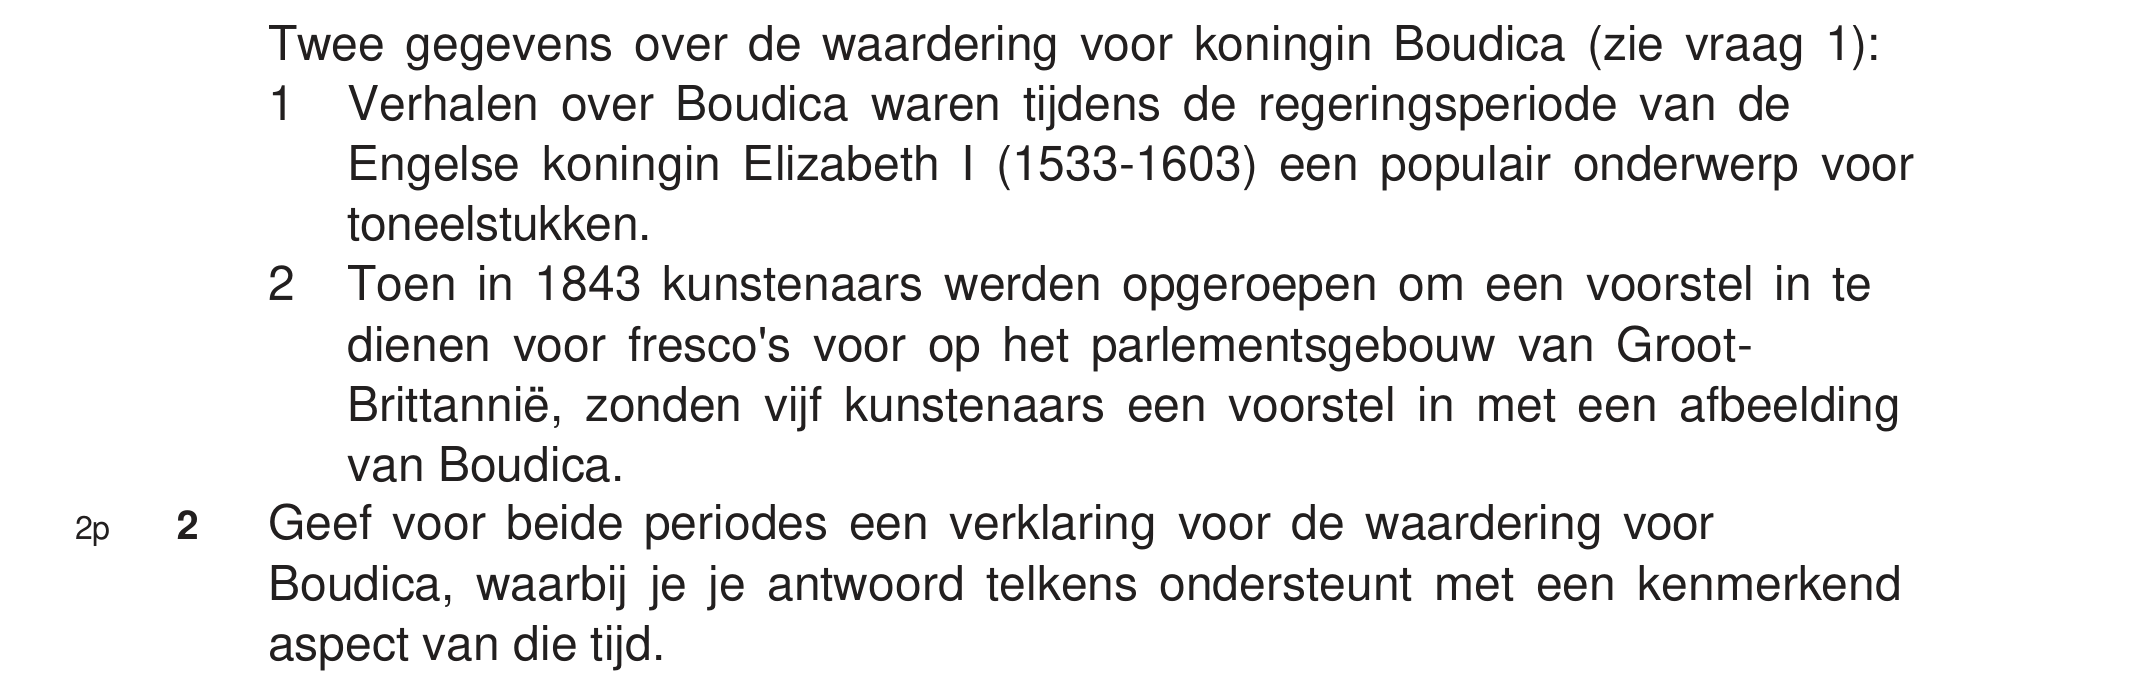 Twee gegevens over de waardering voor koningin Boudica (zie vraag 1):
1 Verhalen over Boudica waren tijdens de regeringsperiode van de
Engelse koningin Elizabeth I (1533-1603) een populair onderwerp voor
toneelstukken.
2 Toen in 1843 kunstenaars werden opgeroepen om een voorstel in te
dienen voor fresco's voor op het parlementsgebouw van Groot-
Brittannië, zonden vijf kunstenaars een voorstel in met een afbeelding
van Boudica.
2p 2 Geef voor beide periodes een verklaring voor de waardering voor
Boudica, waarbij je je antwoord telkens ondersteunt met een kenmerkend
aspect van die tijd.